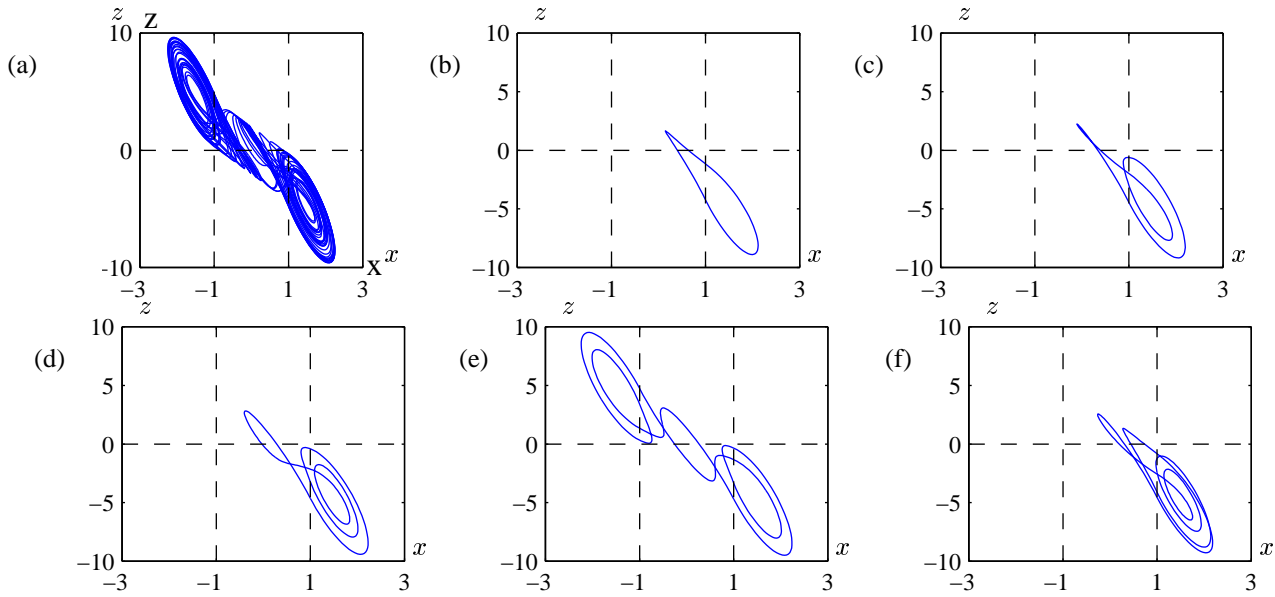 z Z z z
10 10 10
(a) (b) (c)
5 5 5
0 0 0
−5 −5 −5
-10 X x −10 x −10 x
−3 −1 1 3 −3 −1 1 3 −3 −1 1 3
z z z
10 10 10
(d) (e) (f)
5 5 5
0 0 0
−5 −5 −5
−10 x −10 x −10 x
−3 −1 1 3 −3 −1 1 3 −3 −1 1 3